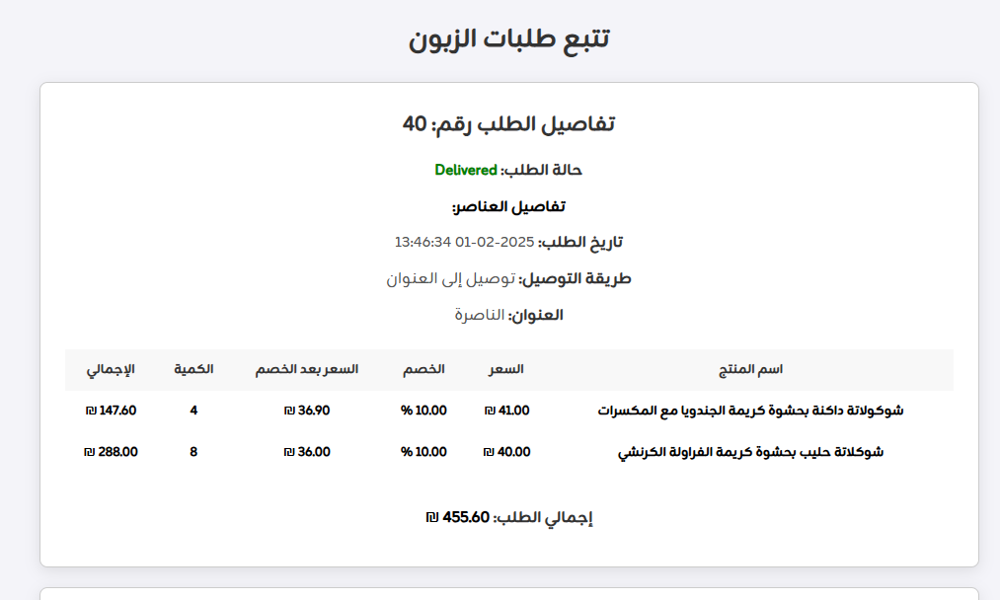 تتبع طلبات الزبون
تفاصيل الطلب رقم: 40
حالة الطلب: Delivered
تفاصيل العناصر:
تاريخ الطلب: 2025-02-01 13:46:34
طريقة التوصيل: توصيل إلى العنوان
العنوان: الناصرة
اسم المنتج السعر الخصم السعر بعد الخصم الكمية الإجمالي
شوكولاتة داكنة بحشوة كريمة الجندويا مع المكسرات 41.00 ₪ 10.00 % 36.90 ₪ 4 147.60 ₪
شوكلاتة حليب بحشوة كريمة الفراولة الكرنشي 40.00 ₪ 10.00 % 36.00 ₪ 8 288.00 ₪
إجمالي الطلب: 455.60 ₪